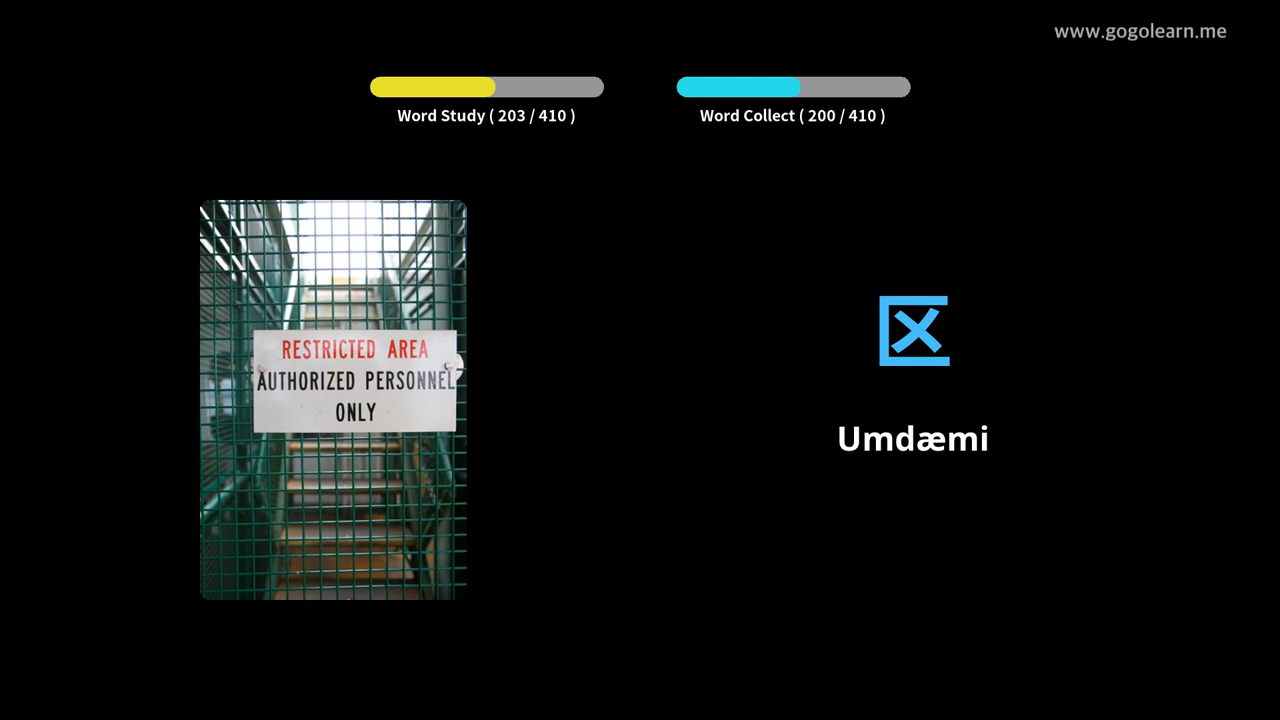 www.gogolearn.me
Word Study ( 203 / 410 )
Word Collect ( 200 / 410 )
RESTRICTED AREA
AUTHORIZED PERSONNEL
ONLY
Umdæmi